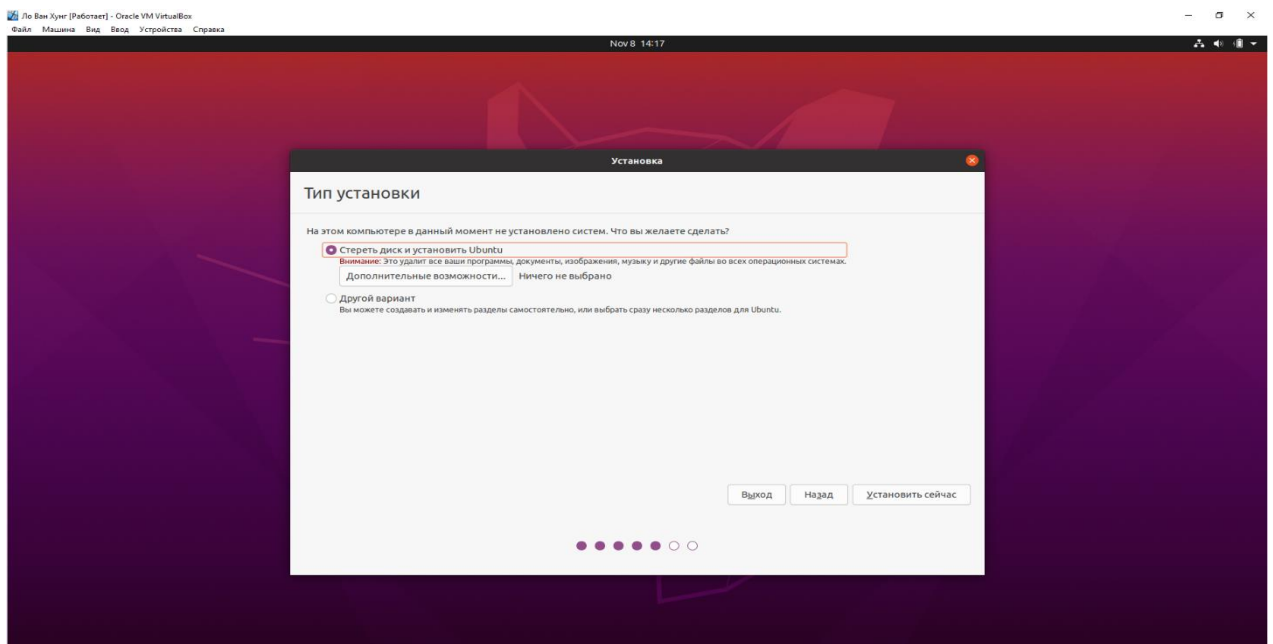 Ло Ван Хунг [Работает] - Oracle VM VirtualBox
Файл Машина Вид Ввод Устройства Справка
Nov 8 14:17
Установка
Тип установки
На этом компьютере в данный момент не установлено систем. Что вы желаете сделать?
Стереть диск и установить Ubuntu
Внимание: Это удалит все ваши программы, документы, изображения, музыку и другие файлы во всех операционных системах.
Дополнительные возможности... Ничего не выбрано
Другой вариант
Вы можете создавать и изменять разделы самостоятельно, или выбрать сразу несколько разделов для Ubuntu.
Выход Назад Установить сейчас